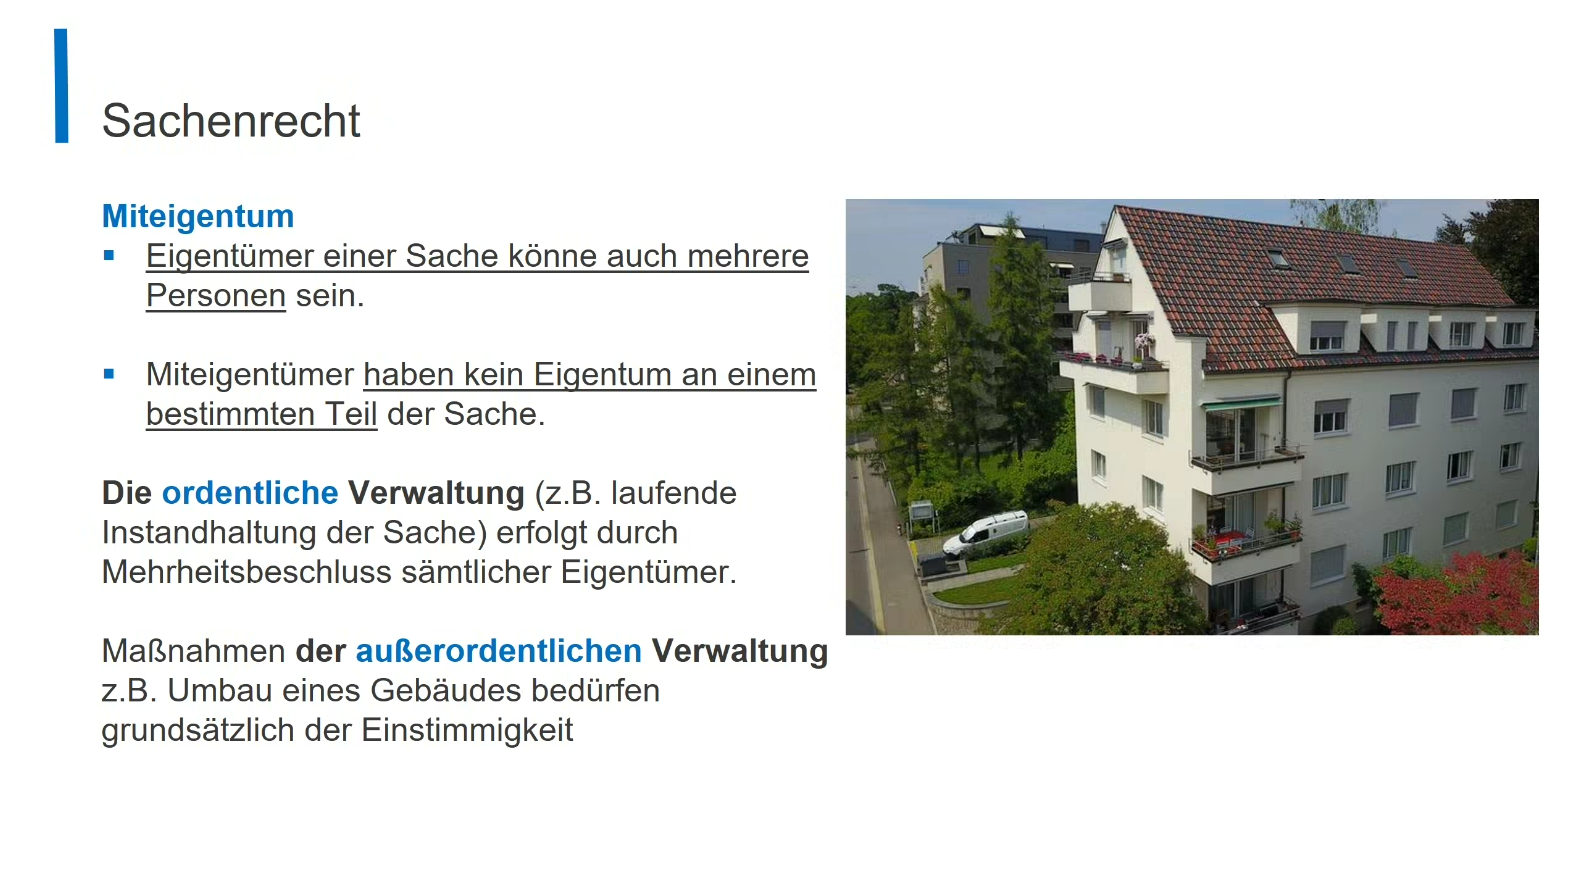 Sachenrecht
Miteigentum
▪ Eigentümer einer Sache könne auch mehrere
Personen sein.
▪ Miteigentümer haben kein Eigentum an einem
bestimmten Teil der Sache.
Die ordentliche Verwaltung (z.B. laufende
Instandhaltung der Sache) erfolgt durch
Mehrheitsbeschluss sämtlicher Eigentümer.
Maßnahmen der außerordentlichen Verwaltung
z.B. Umbau eines Gebäudes bedürfen
grundsätzlich der Einstimmigkeit